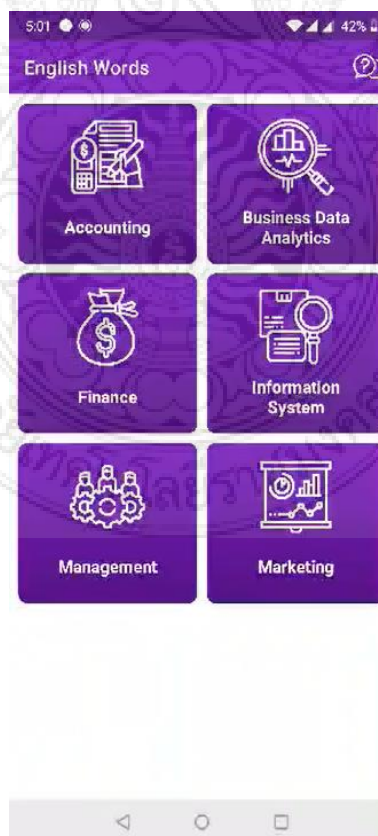 5:01 42%
English Words
Accounting
Business Data
Analytics
Finance
Information
System
Management
Marketing